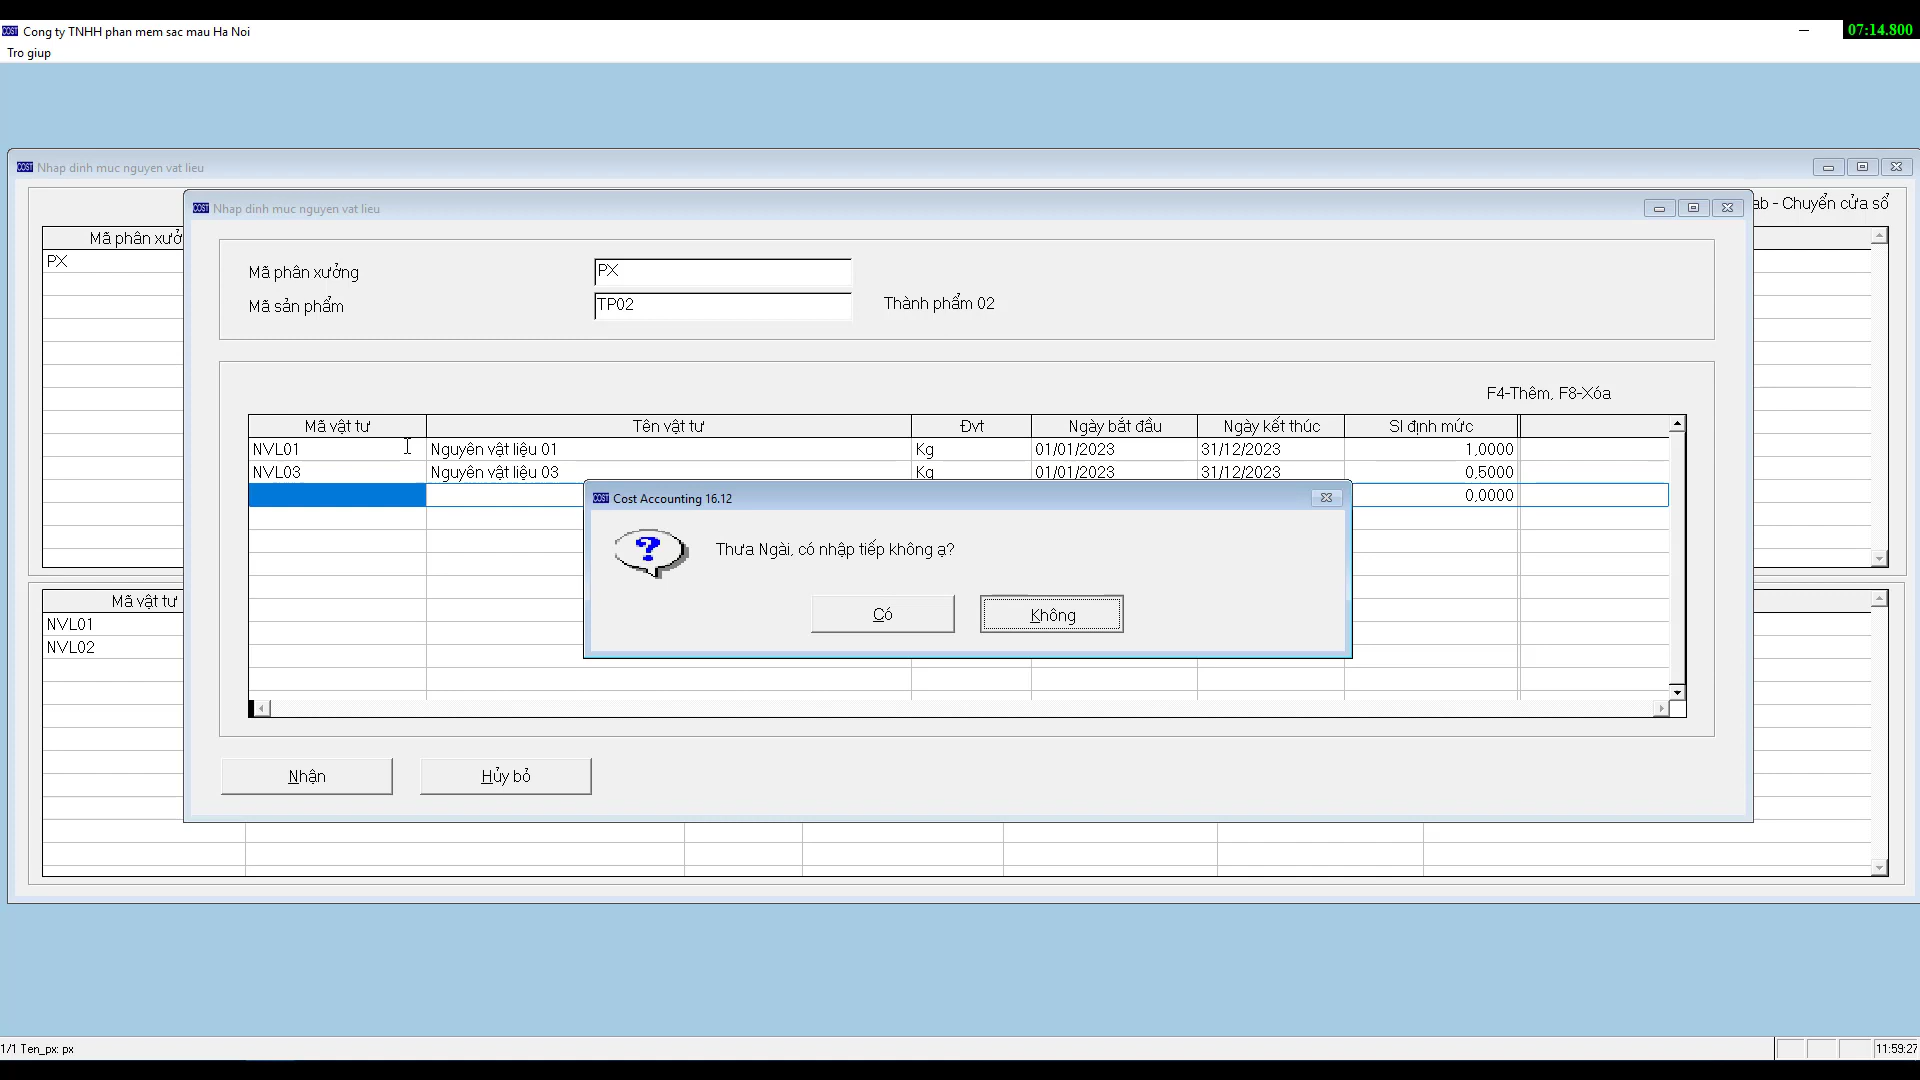 Cong ty TNHH phan mem sac mau Ha Noi
07:14.800
Tro giup
Nhap dinh muc nguyen vat lieu
Nhap dinh muc nguyen vat lieu
ab - Chuyển cửa sổ
Mã phân xưở
PX
Mã phân xưởng PX
Mã sản phẩm TP02 Thành phẩm 02
F4-Thêm, F8-Xóa
Mã vật tư Tên vật tư Đvt Ngày bắt đầu Ngày kết thúc Sl định mức
NVL01 Nguyên vật liệu 01 Kg 01/01/2023 31/12/2023 1,0000
NVL03 Nguyên vật liệu 03 Kg 01/01/2023 31/12/2023 0,5000
0,0000
COST Cost Accounting 16.12
Thưa Ngài, có nhập tiếp không ạ?
Có Không
Mã vật tư
NVL01
NVL02
Nhận Hủy bỏ
1/1 Ten_px: px
11:59:27